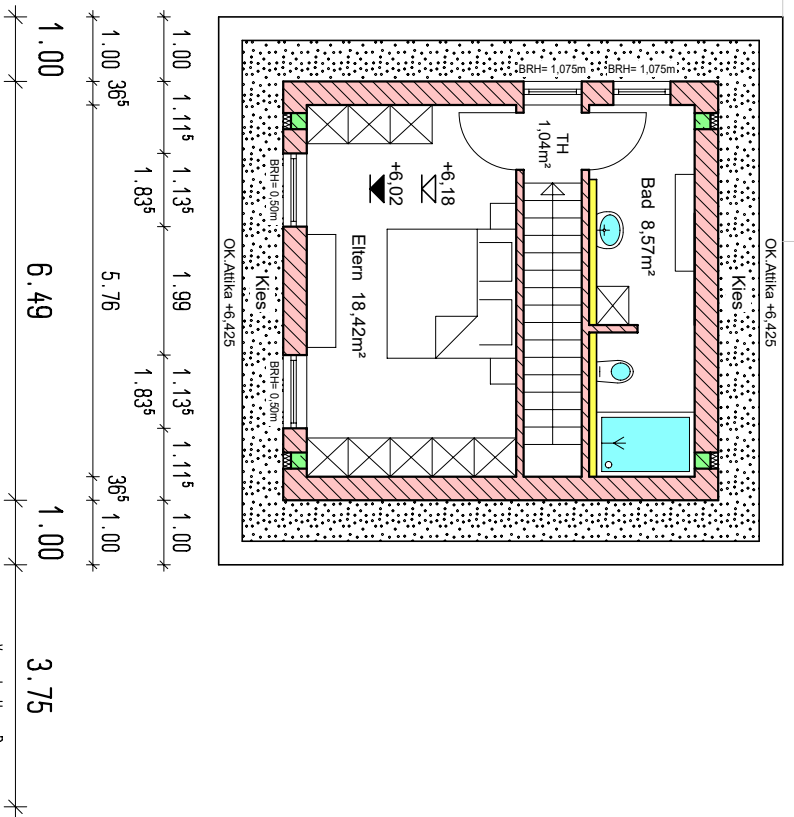 BRH= 1,075m
BRH= 1,075m
TH
1,04m²
Bad 8,57m²
Eltern 18,42m²
+6,18
+6,02
BRH= 0,50m
BRH= 0,50m
Kies
Kies
OK.Attika +6,425
OK.Attika +6,425
1.00
1.11⁵
1.13⁵
1.99
1.13⁵
1.11⁵
1.00
1.83⁵
1.83⁵
1.00
36⁵
5.76
36⁵
1.00
1.00
6.49
1.00
3.75